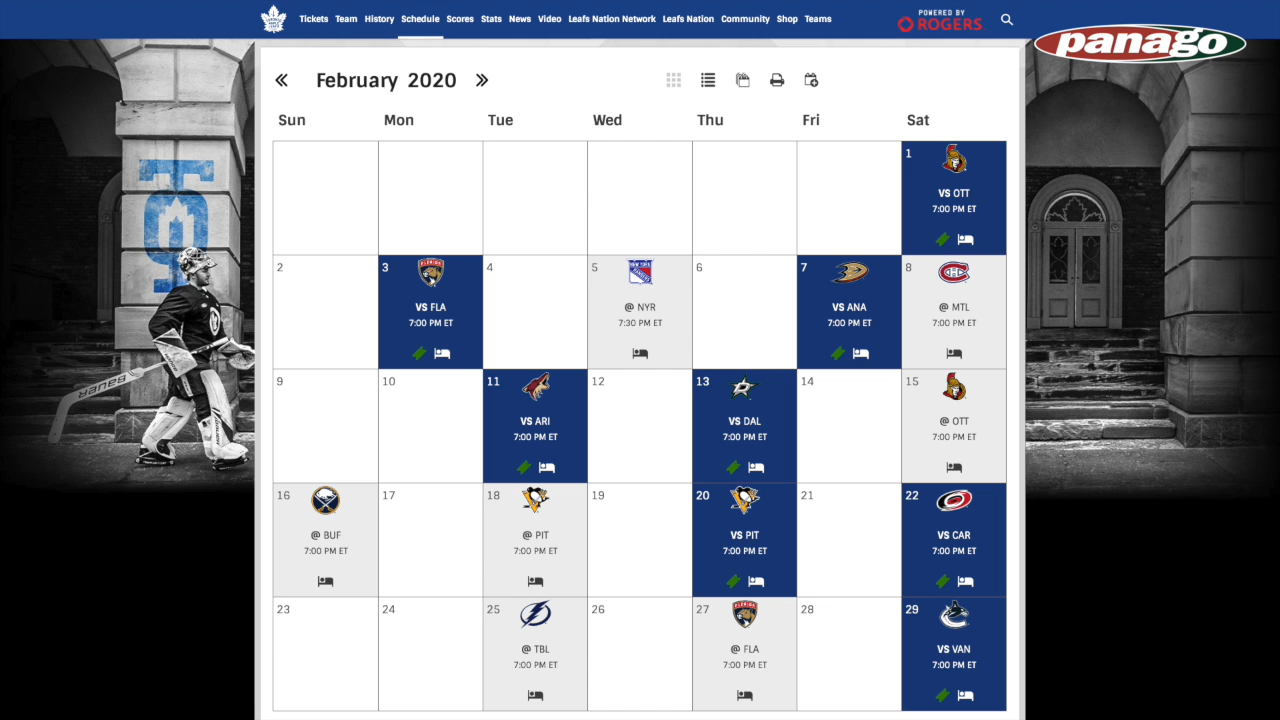 Tickets Team History Schedule Scores Stats News Video Leafs Nation Network Leafs Nation Community Shop Teams
POWERED BY
ROGERS
panago
February 2020
Sun Mon Tue Wed Thu Fri Sat
1
VS OTT
7:00 PM ET
2 3 4 5 6 7 8
FLORIDA NEW YORK
RANGERS
VS FLA @ NYR VS ANA @ MTL
7:00 PM ET 7:30 PM ET 7:00 PM ET 7:00 PM ET
9 10 11 12 13 14 15
VS ARI VS DAL @ OTT
7:00 PM ET 7:00 PM ET 7:00 PM ET
16 17 18 19 20 21 22
@ BUF @ PIT VS PIT VS CAR
7:00 PM ET 7:00 PM ET 7:00 PM ET 7:00 PM ET
23 24 25 26 27 28 29
FLORIDA
@ TBL @ FLA VS VAN
7:00 PM ET 7:00 PM ET 7:00 PM ET
BAUER